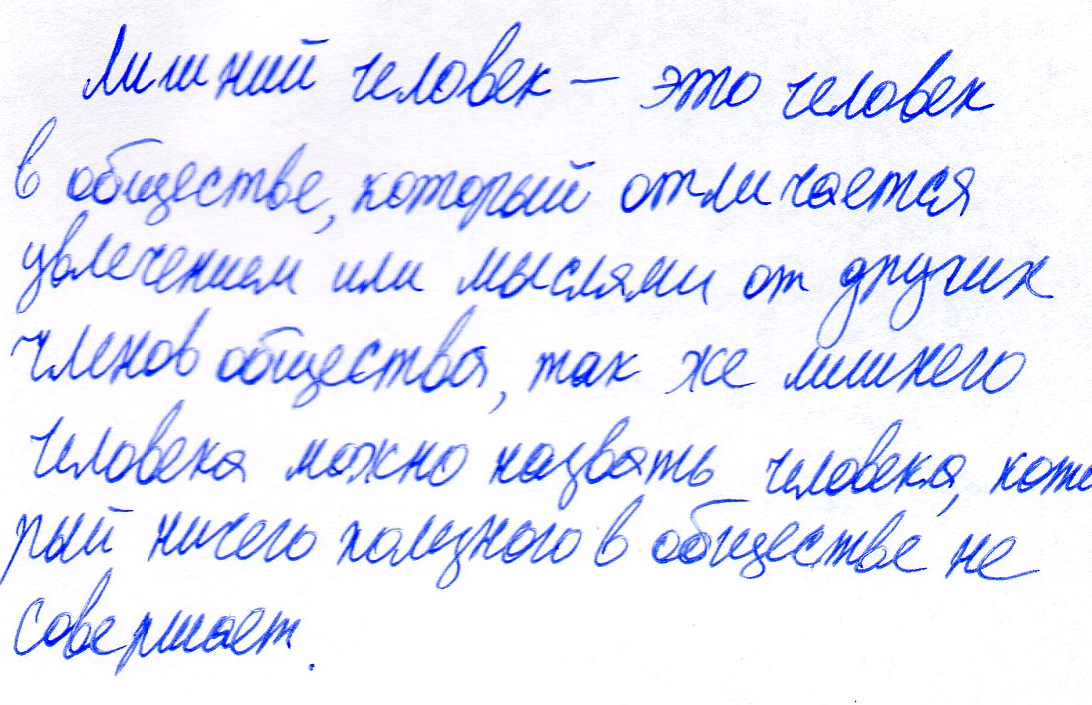 Лишний человек – это человек
в обществе, который отличается
увлечением или мыслями от других
членов общества, так же лишнего
человека можно назвать человека, кото
рый ничего полезного в обществе не
совершает.